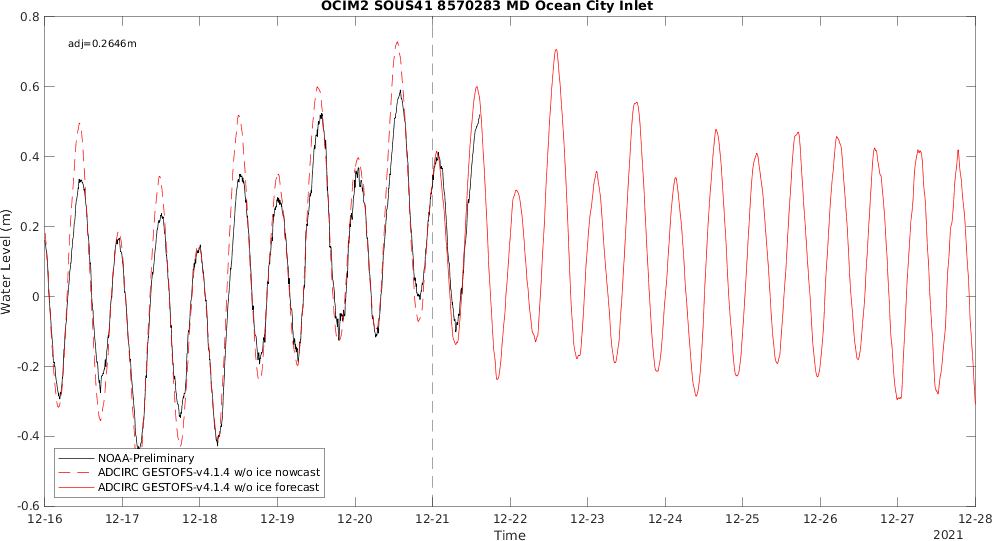 OCIM2 SOUS41 8570283 MD Ocean City Inlet
adj=0.2646m
0.8
0.6
0.4
0.2
0
-0.2
-0.4
-0.6
Water Level (m)
NOAA-Preliminary
ADCIRC GESTOFS-v4.1.4 w/o ice nowcast
ADCIRC GESTOFS-v4.1.4 w/o ice forecast
12-16 12-17 12-18 12-19 12-20 12-21 12-22 12-23 12-24 12-25 12-26 12-27 12-28
Time
2021